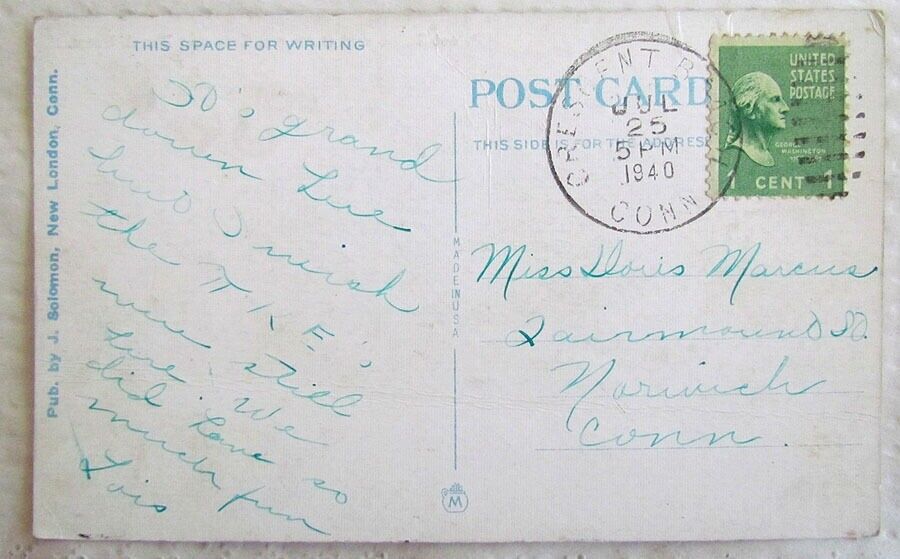 THIS SPACE FOR WRITING
It's grand
down here
but I wish
the T K E's
were still
here. We
did have so
much fun
Lois
Pub. by J. Solomon, New London, Conn.
MADE IN USA
M
POST CARD
THIS SIDE IS FOR THE ADDRESS
CRESCENT B
JUL
25
5 PM
1940
CONN
UNITED
STATES
POSTAGE
GEORGE
WASHINGTON
1 CENT 1
Miss Doris Marcus
Fairmount St.
Norwich
Conn.